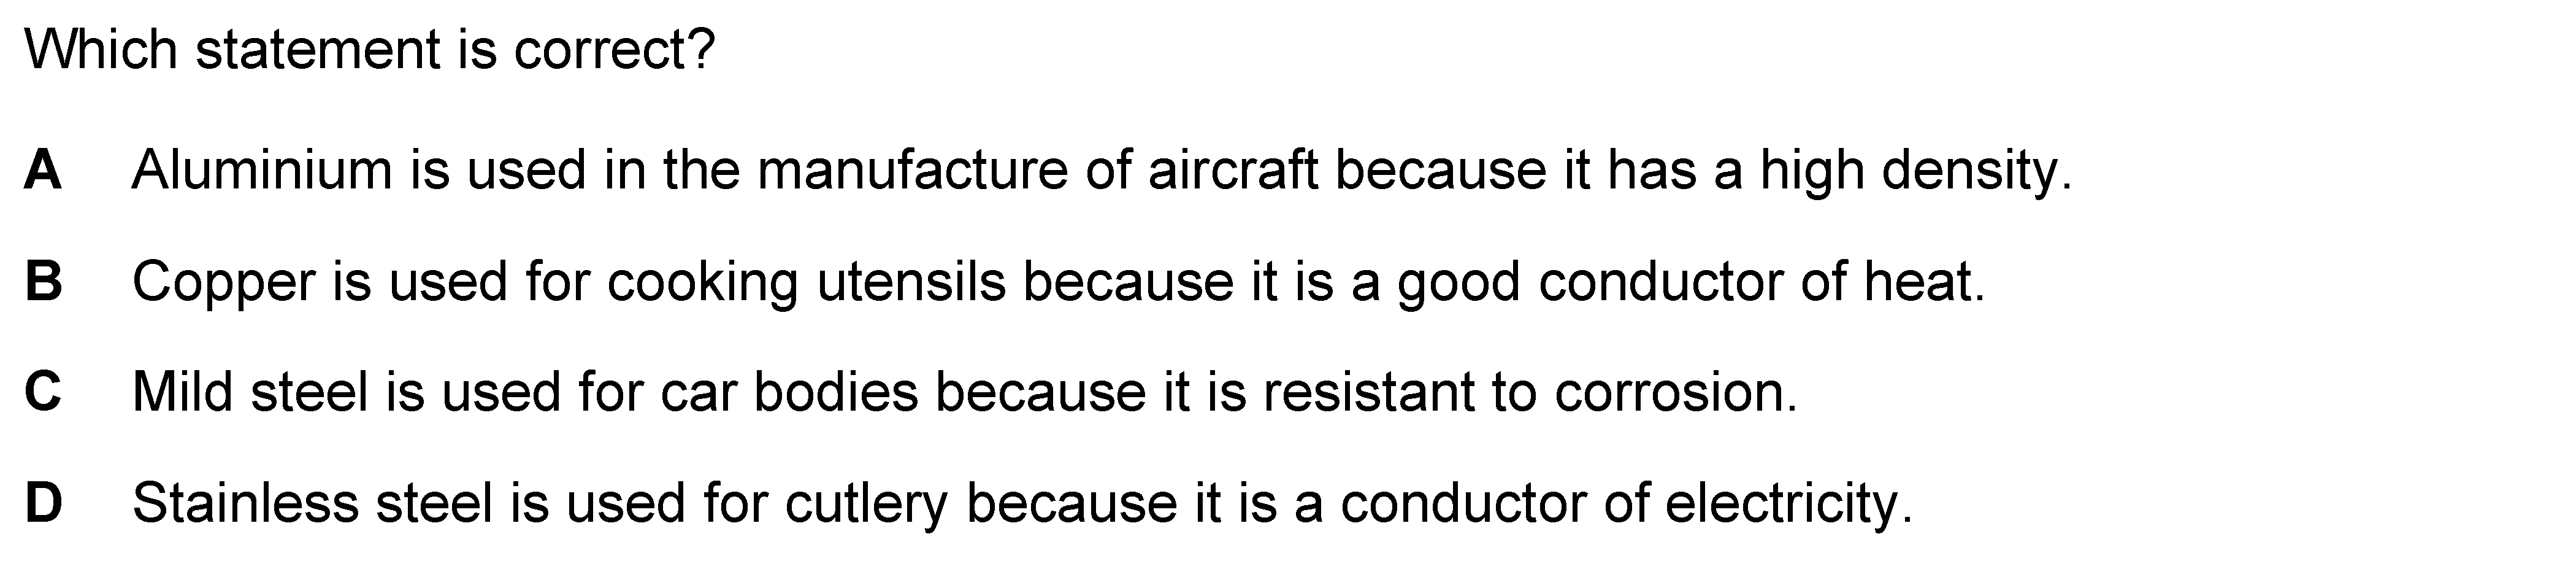 Which statement is correct?
A Aluminium is used in the manufacture of aircraft because it has a high density.
B Copper is used for cooking utensils because it is a good conductor of heat.
C Mild steel is used for car bodies because it is resistant to corrosion.
D Stainless steel is used for cutlery because it is a conductor of electricity.